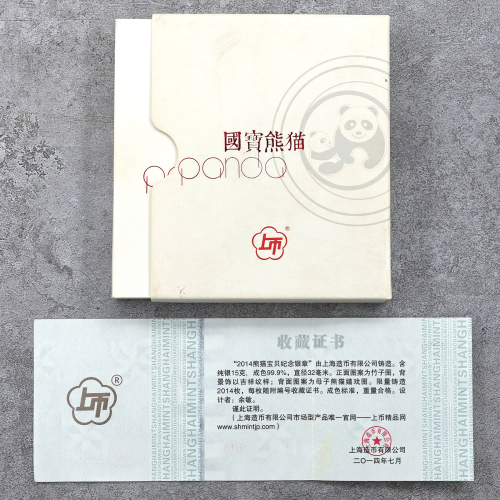 國寳熊猫
panda
上币
®
收藏证书
“2014熊猫宝贝纪念银章”由上海造币有限公司铸造。含
纯银15克，成色99.9%，直径32毫米。正面图案为竹子图，背
景饰以吉祥纹样；背面图案为母子熊猫嬉戏图。限量铸造
2014枚，每枚随附编号收藏证书。成色标准，重量合格。设
计者：余敏。
谨此证明。
（上海造币有限公司市场型产品唯一官网——上币精品网
www.shmintjp.com）
上海造币有限公司
二〇一四年七月
上币
®
SHANGHAIMINT
SHANGHAIMINT